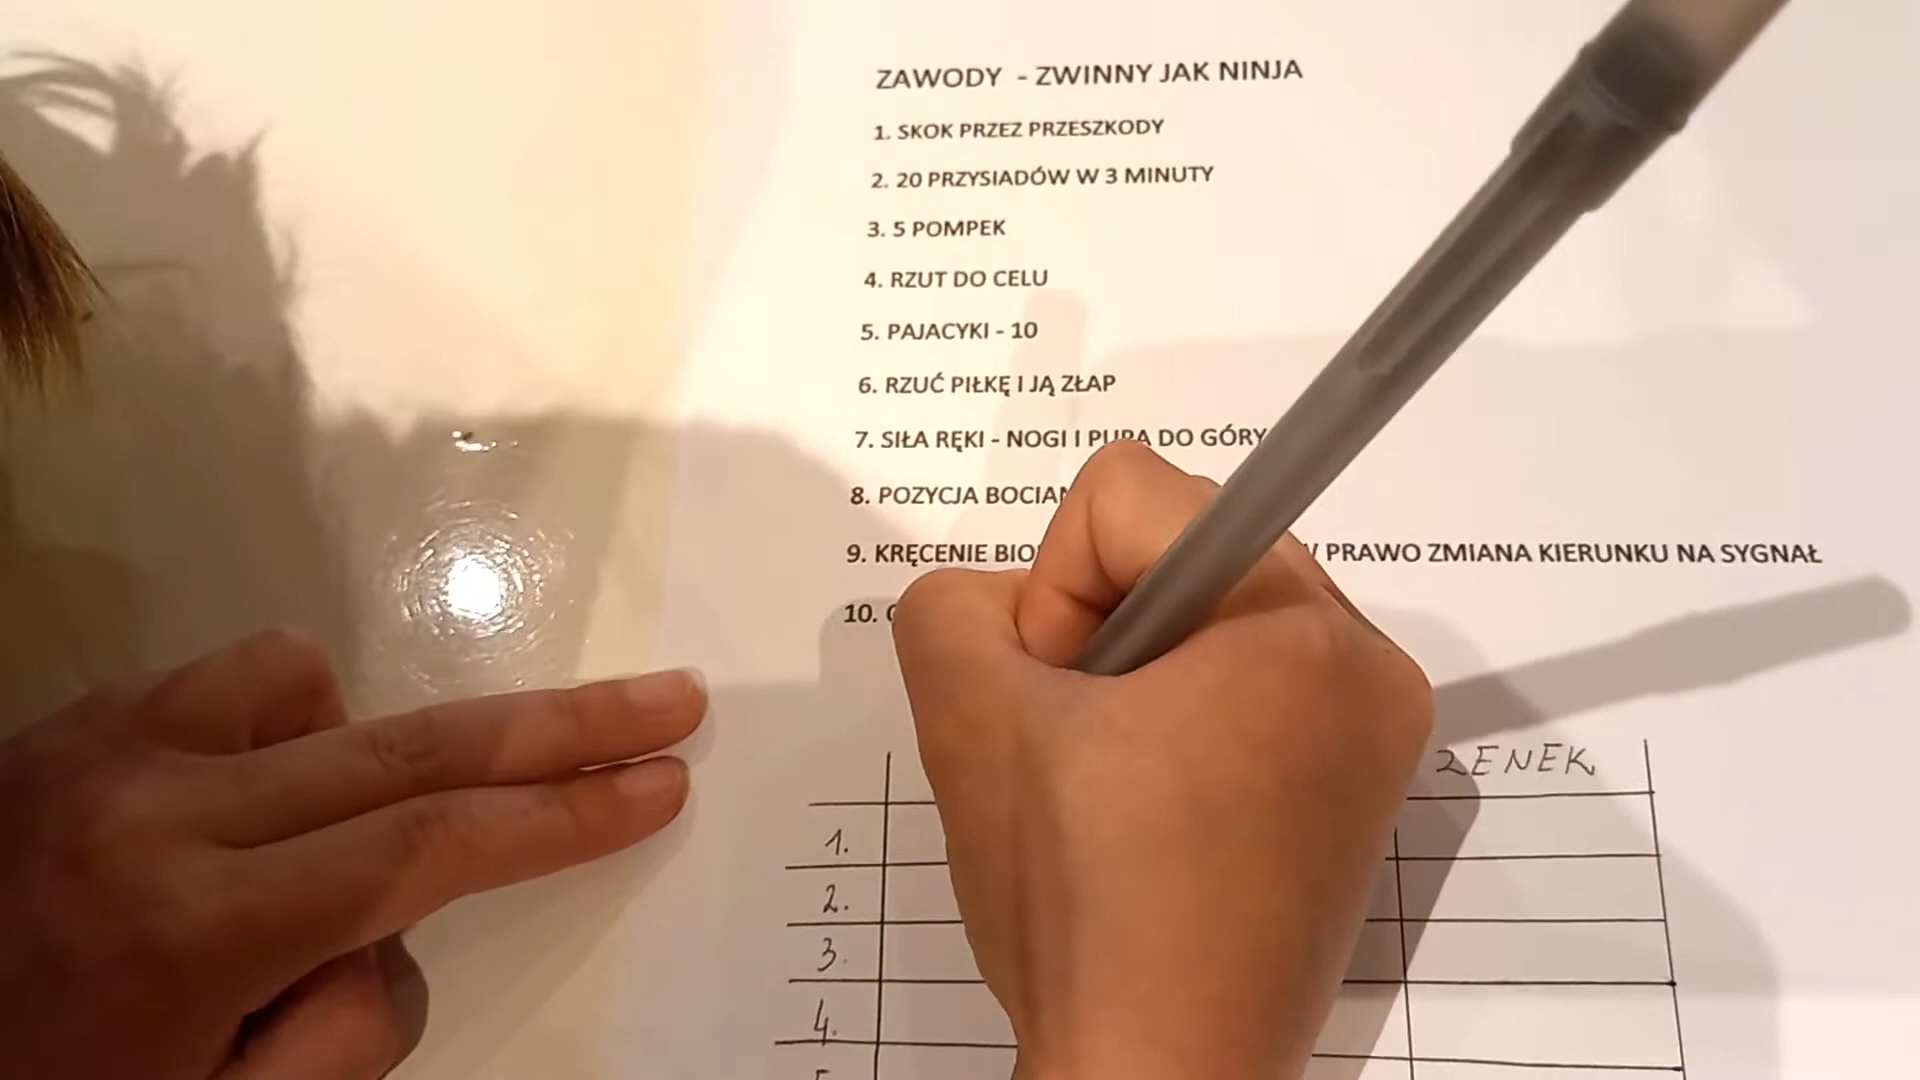 ZAWODY - ZWINNY JAK NINJA
1. SKOK PRZEZ PRZESZKODY
2. 20 PRZYSIADÓW W 3 MINUTY
3. 5 POMPEK
4. RZUT DO CELU
5. PAJACYKI - 10
6. RZUĆ PIŁKĘ I JĄ ZŁAP
7. SIŁA RĘKI - NOGI I PUPA DO GÓRY
8. POZYCJA
9. KRĘCENIE PRAWO ZMIANA KIERUNKU NA SYGNAŁ
10.
ZENEK
1.
2.
3.
4.